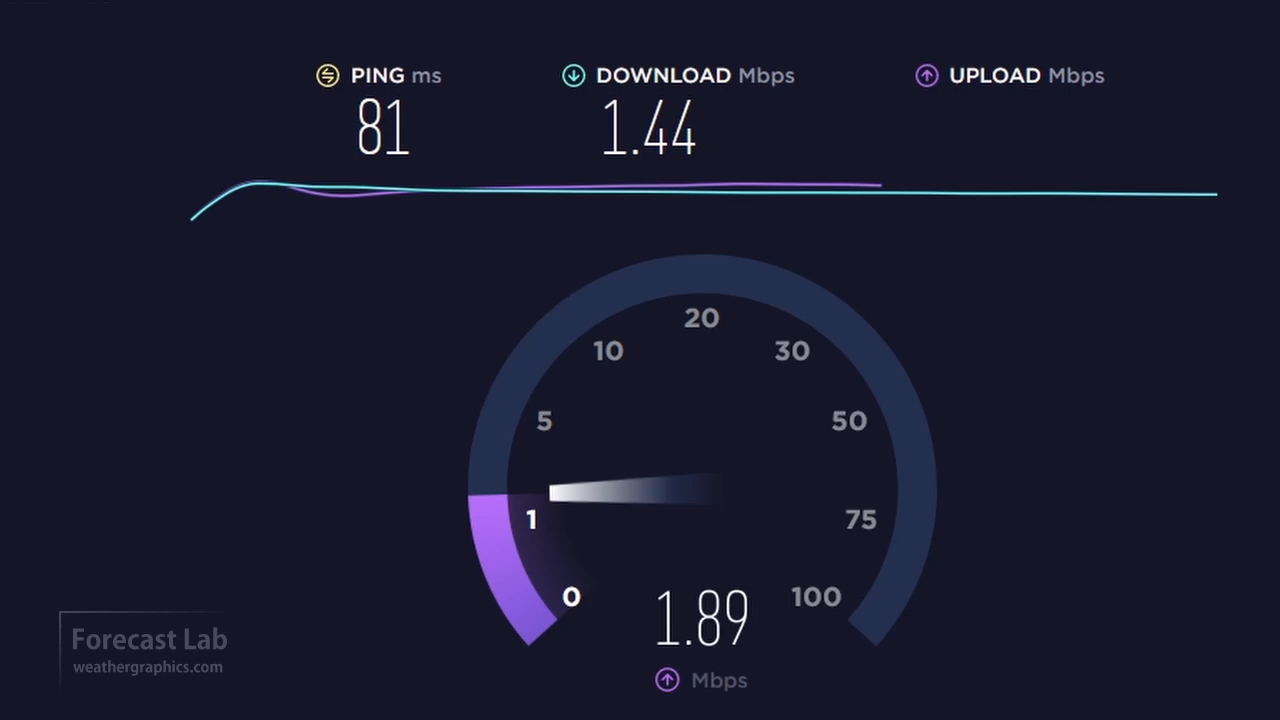 PING ms
81
DOWNLOAD Mbps
1.44
UPLOAD Mbps
20
10
30
5
50
1
75
0
100
1.89
Mbps
Forecast Lab
weathergraphics.com